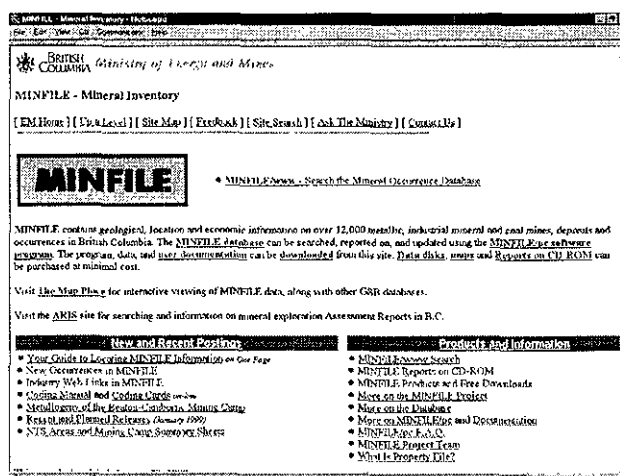 MINFILE - Mineral Inventory - Netscape
File Edit View Go Communicator Help
BRITISH COLUMBIA Ministry of Energy and Mines
MINFILE - Mineral Inventory
[ EM Home ] [ Up a Level ] [ Site Map ] [ Feedback ] [ Site Search ] [ Ask The Ministry ] [ Contact Us ]
MINFILE
• MINFILE/www - Search the Mineral Occurrence Database
MINFILE contains geological, location and economic information on over 12,000 metallic, industrial mineral and coal mines, deposits and
occurrences in British Columbia. The MINFILE database can be searched, reported on, and updated using the MINFILE/pc software
program. The program, data, and user documentation can be downloaded from this site. Data disks, maps and Reports on CD ROM can
be purchased at minimal cost.
Visit The Map Place for interactive viewing of MINFILE data, along with other GSB databases.
Visit the ARIS site for searching and information on mineral exploration Assessment Reports in B.C.
New and Recent Postings
• Your Guide to Locating MINFILE Information on One Page
• New Occurrences in MINFILE
• Industry Web Links in MINFILE
• Coding Manual and Coding Cards
• Metallogeny of the Beaton-Camborne Mining Camp
• Recent and Planned Releases (January 1999)
• NTS Areas and Mining Camp Summary Sheets
Products and Information
• MINFILE/www Search
• MINFILE Reports on CD-ROM
• MINFILE Products and Free Downloads
• More on the MINFILE Project
• More on the Database
• More on MINFILE/pc and Documentation
• MINFILE/pc F.A.Q.
• MINFILE Project Team
• What is Property File?